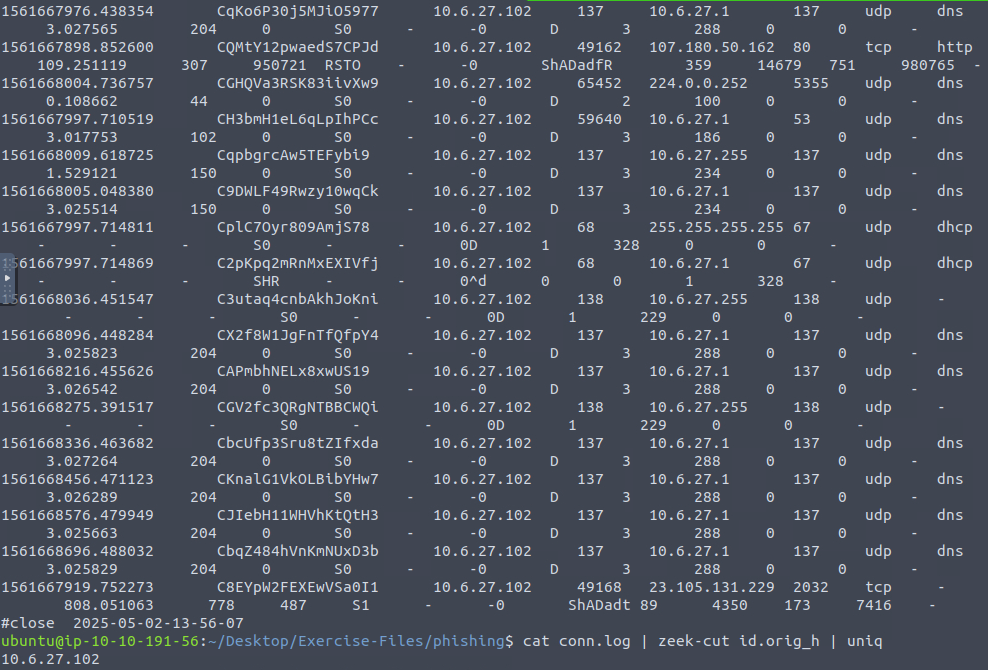 1561667976.438354 CqKo6P30j5MJiO5977 10.6.27.102 137 10.6.27.1 137 udp dns
3.027565 204 0 S0 - -0 D 3 288 0 0 -
1561667898.852600 CQMtY12pwaedS7CPJd 10.6.27.102 49162 107.180.50.162 80 tcp http
109.251119 307 950721 RSTO - -0 ShADadfR 359 14679 751 980765 -
1561668004.736757 CGHQVa3RSK83iivXw9 10.6.27.102 65452 224.0.0.252 5355 udp dns
0.108662 44 0 S0 - -0 D 2 100 0 0 -
1561667997.710519 CH3bmH1eL6qLpIhPCc 10.6.27.102 59640 10.6.27.1 53 udp dns
3.017753 102 0 S0 - -0 D 3 186 0 0 -
1561668009.618725 CqpbgrcAw5TEFybi9 10.6.27.102 137 10.6.27.255 137 udp dns
1.529121 150 0 S0 - -0 D 3 234 0 0 -
1561668005.048380 C9DWLF49Rwzy10wqCk 10.6.27.102 137 10.6.27.1 137 udp dns
3.025514 150 0 S0 - -0 D 3 234 0 0 -
1561667997.714811 CplC7Oyr809AmjS78 10.6.27.102 68 255.255.255.255 67 udp dhcp
- - - S0 - - 0D 1 328 0 0 -
1561667997.714869 C2pKpq2mRnMxEXIVfj 10.6.27.102 68 10.6.27.1 67 udp dhcp
- - - SHR - - 0^d 0 0 1 328 -
1561668036.451547 C3utaq4cnbAkhJoKni 10.6.27.102 138 10.6.27.255 138 udp -
- - - S0 - - 0D 1 229 0 0 -
1561668096.448284 CX2f8W1JgFnTfQfpY4 10.6.27.102 137 10.6.27.1 137 udp dns
3.025823 204 0 S0 - -0 D 3 288 0 0 -
1561668216.455626 CAPmbhNELx8xwUS19 10.6.27.102 137 10.6.27.1 137 udp dns
3.026542 204 0 S0 - -0 D 3 288 0 0 -
1561668275.391517 CGV2fc3QRgNTBBCWQi 10.6.27.102 138 10.6.27.255 138 udp -
- - - S0 - - 0D 1 229 0 0 -
1561668336.463682 CbcUfp3Sru8tZIfxda 10.6.27.102 137 10.6.27.1 137 udp dns
3.027264 204 0 S0 - -0 D 3 288 0 0 -
1561668456.471123 CKnalG1VkOLBibYHw7 10.6.27.102 137 10.6.27.1 137 udp dns
3.026289 204 0 S0 - -0 D 3 288 0 0 -
1561668576.479949 CJIebH11WHVhKtQtH3 10.6.27.102 137 10.6.27.1 137 udp dns
3.025663 204 0 S0 - -0 D 3 288 0 0 -
1561668696.488032 CbqZ484hVnKmNUxD3b 10.6.27.102 137 10.6.27.1 137 udp dns
3.025829 204 0 S0 - -0 D 3 288 0 0 -
1561667919.752273 C8EYpW2FEXEwVSa0I1 10.6.27.102 49168 23.105.131.229 2032 tcp -
808.051063 778 487 S1 - -0 ShADadt 89 4350 173 7416 -
#close 2025-05-02-13-56-07
ubuntu@ip-10-10-191-56:~/Desktop/Exercise-Files/phishing$ cat conn.log | zeek-cut id.orig_h | uniq
10.6.27.102